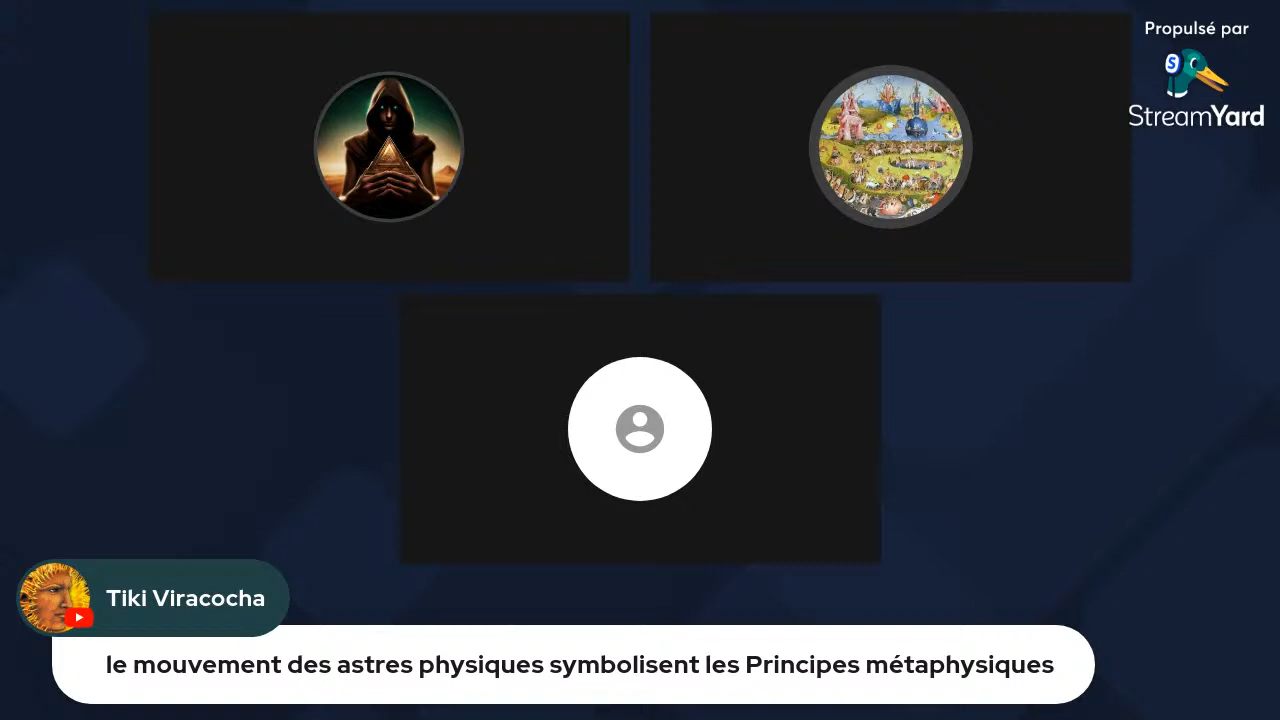 Propulsé par
StreamYard
Tiki Viracocha
le mouvement des astres physiques symbolisent les Principes métaphysiques